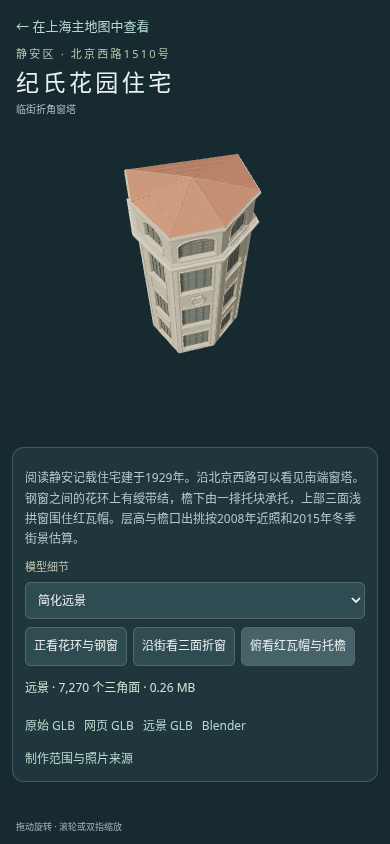 ← 在上海主地图中查看
静安区 · 北京西路1510号
纪氏花园住宅
临街折角窗塔
阅读静安记载住宅建于1929年。沿北京西路可以看见南端窗塔。
钢窗之间的花环上有绶带结，檐下由一排托块承托，上部三面浅
拱窗围住红瓦帽。层高与檐口出挑按2008年近照和2015年冬季
街景估算。
模型细节
简化远景
正看花环与钢窗 沿街看三面折窗 俯看红瓦帽与托檐
远景 · 7,270 个三角面 · 0.26 MB
原始 GLB 网页 GLB 远景 GLB Blender
制作范围与照片来源
拖动旋转 · 滚轮或双指缩放